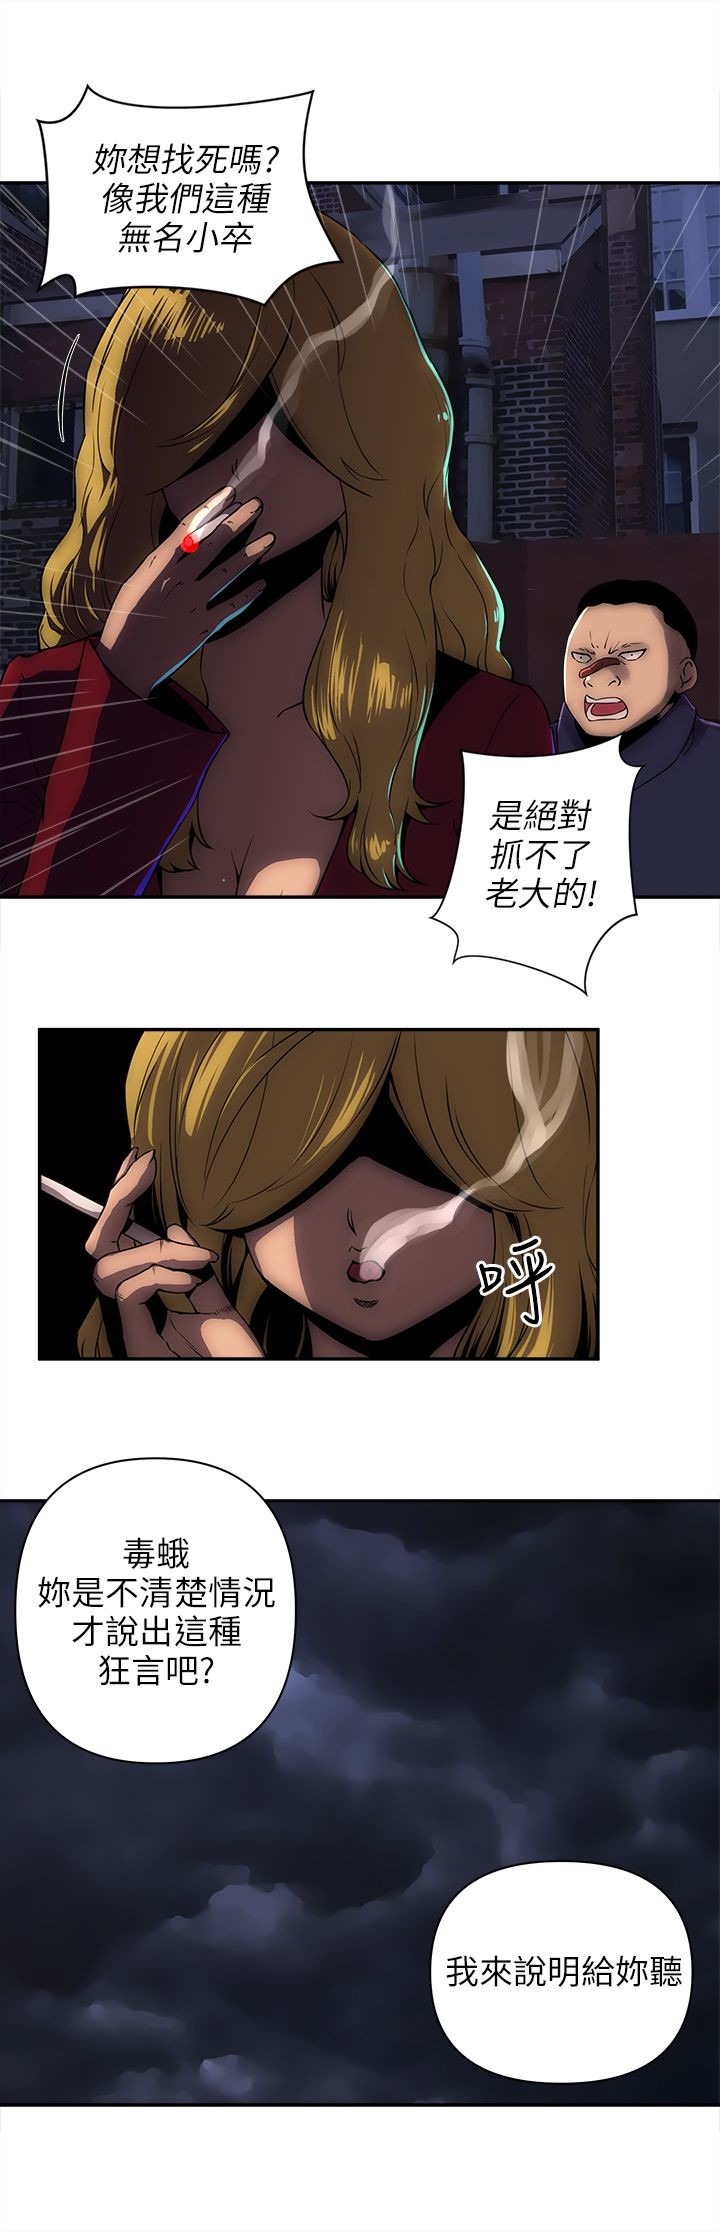 妳想找死嗎?
像我們這種
無名小卒
是絕對
抓不了
老大的!
呼
毒蛾
妳是不清楚情況
才說出這種
狂言吧?
我來說明給妳聽